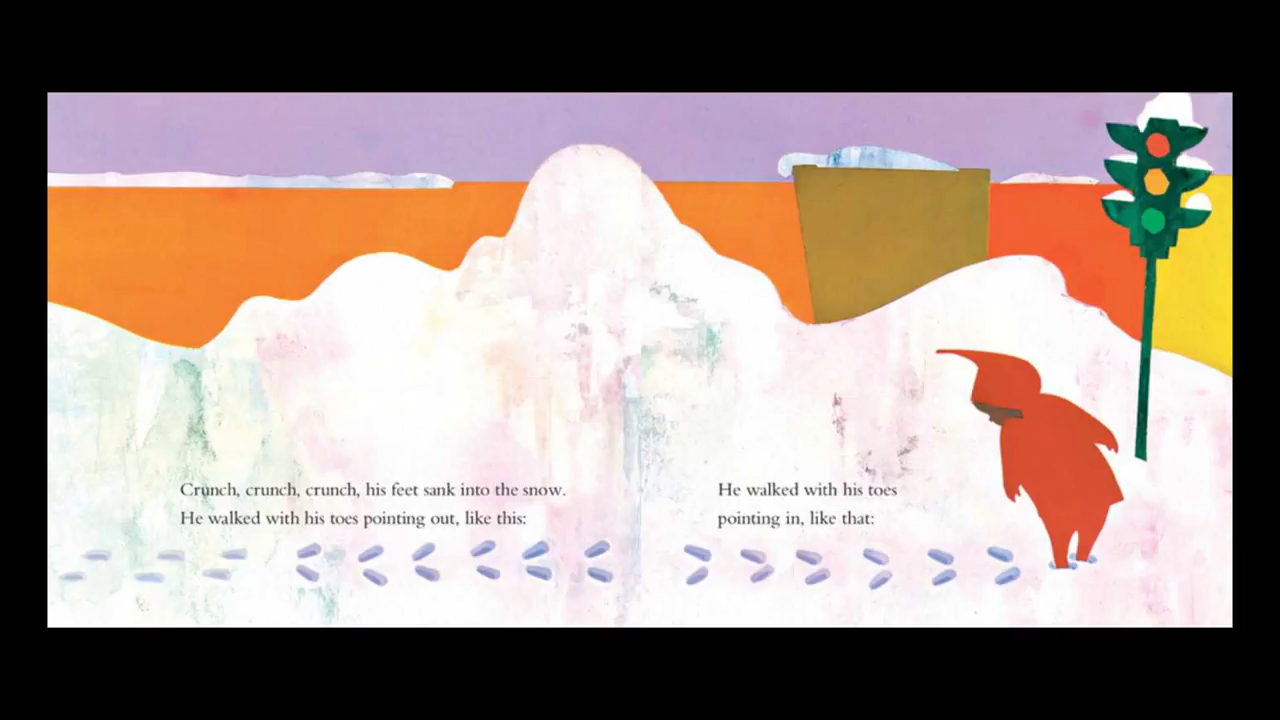 Crunch, crunch, crunch, his feet sank into the snow.
He walked with his toes pointing out, like this:
He walked with his toes
pointing in, like that: